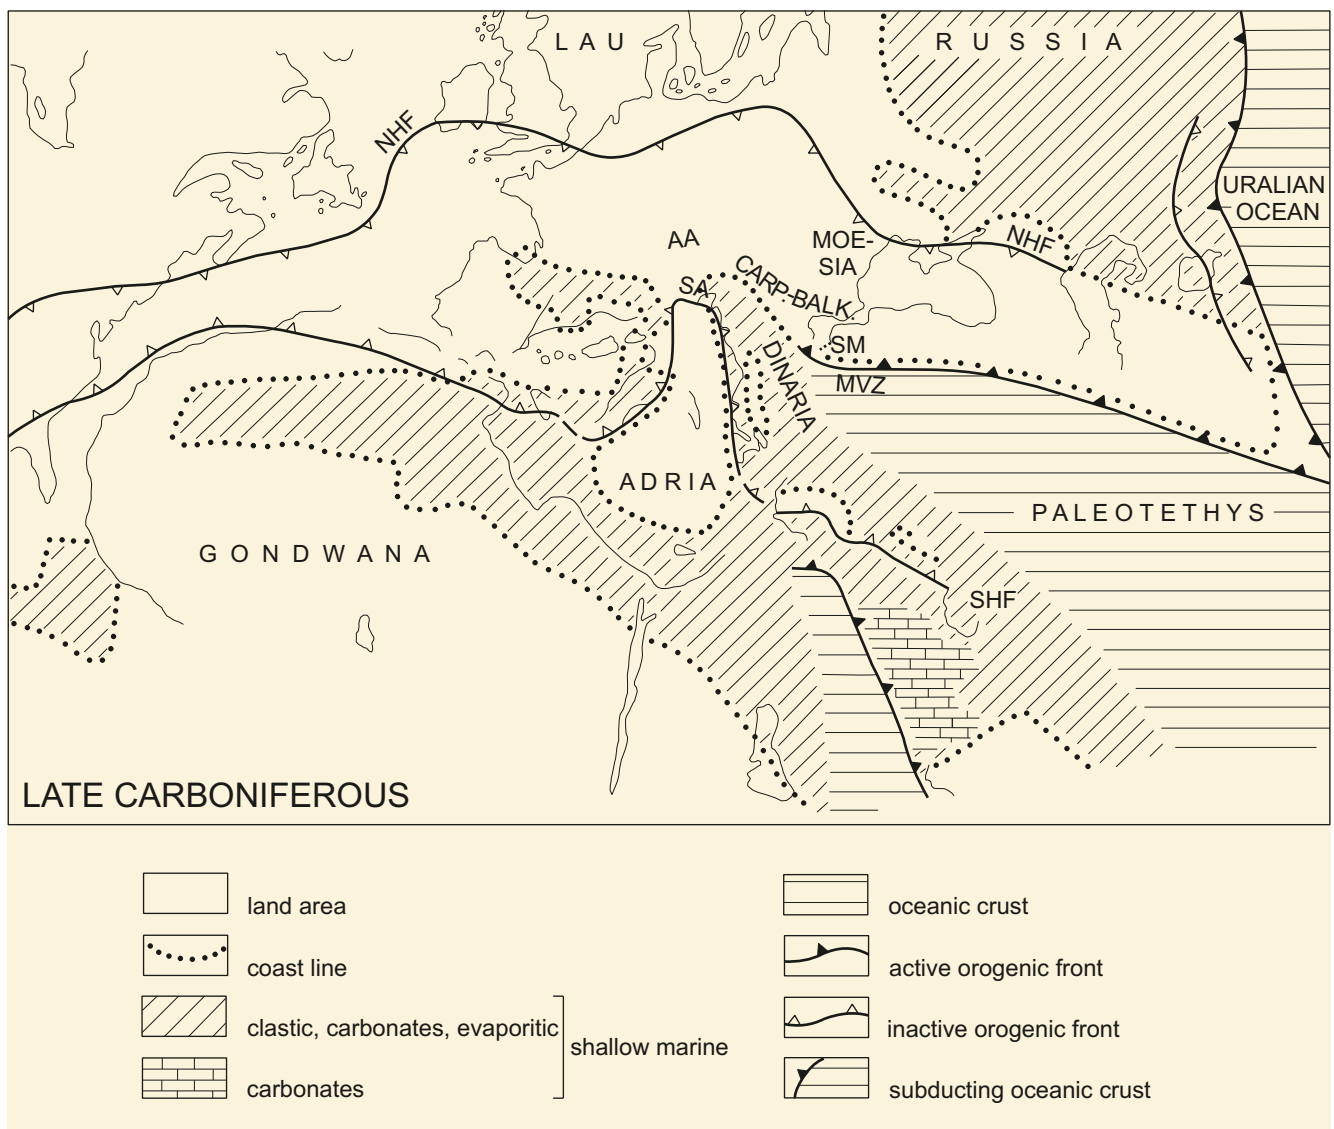 LAU
RUSSIA
NHF
URALIAN
OCEAN
AA
MOE-
SIA
NHF
CARP.-BALK.
SA
SM
MVZ
DINARIA
ADRIA
PALEOTETHYS
GONDWANA
SHF
LATE CARBONIFEROUS
land area
coast line
clastic, carbonates, evaporitic
shallow marine
carbonates
oceanic crust
active orogenic front
inactive orogenic front
subducting oceanic crust